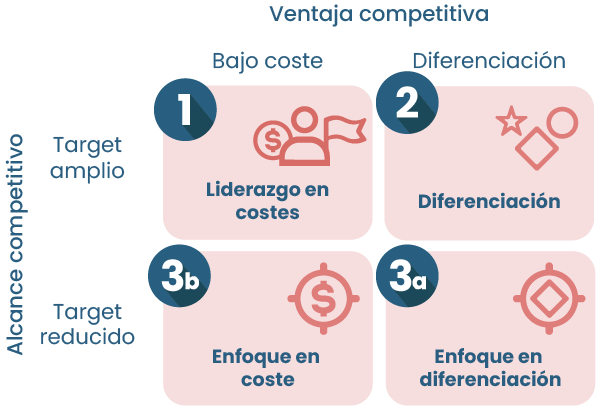 Ventaja competitiva
Bajo coste
Diferenciación
Alcance competitivo
Target
amplio
1
$
Liderazgo en
costes
2
Diferenciación
Target
reducido
3b
$
Enfoque en
coste
3a
Enfoque en
diferenciación